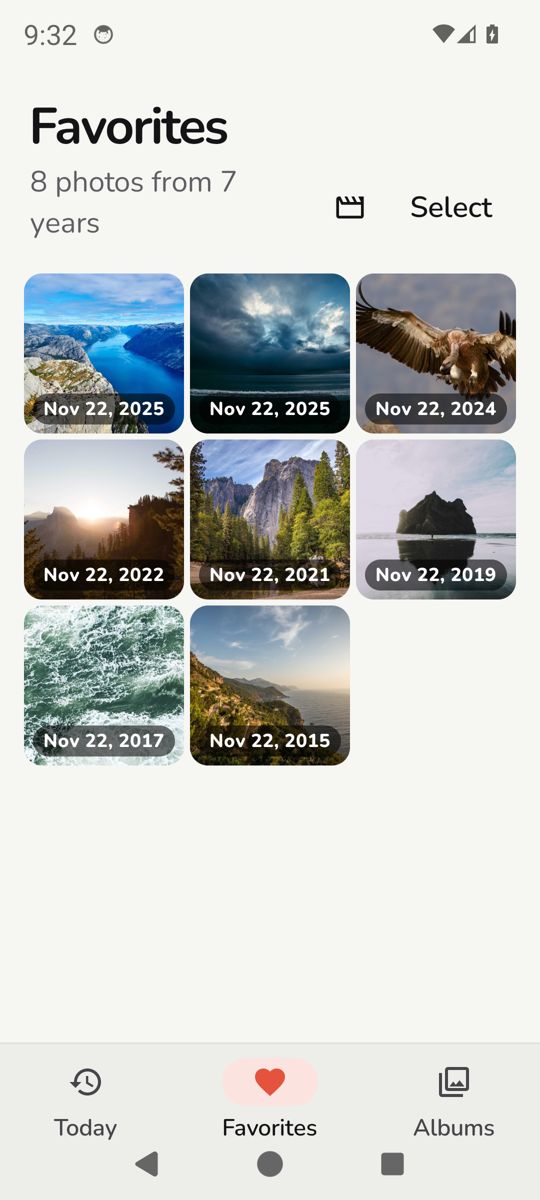 9:32
Favorites
8 photos from 7
years
Select
Nov 22, 2025
Nov 22, 2025
Nov 22, 2024
Nov 22, 2022
Nov 22, 2021
Nov 22, 2019
Nov 22, 2017
Nov 22, 2015
Today
Favorites
Albums